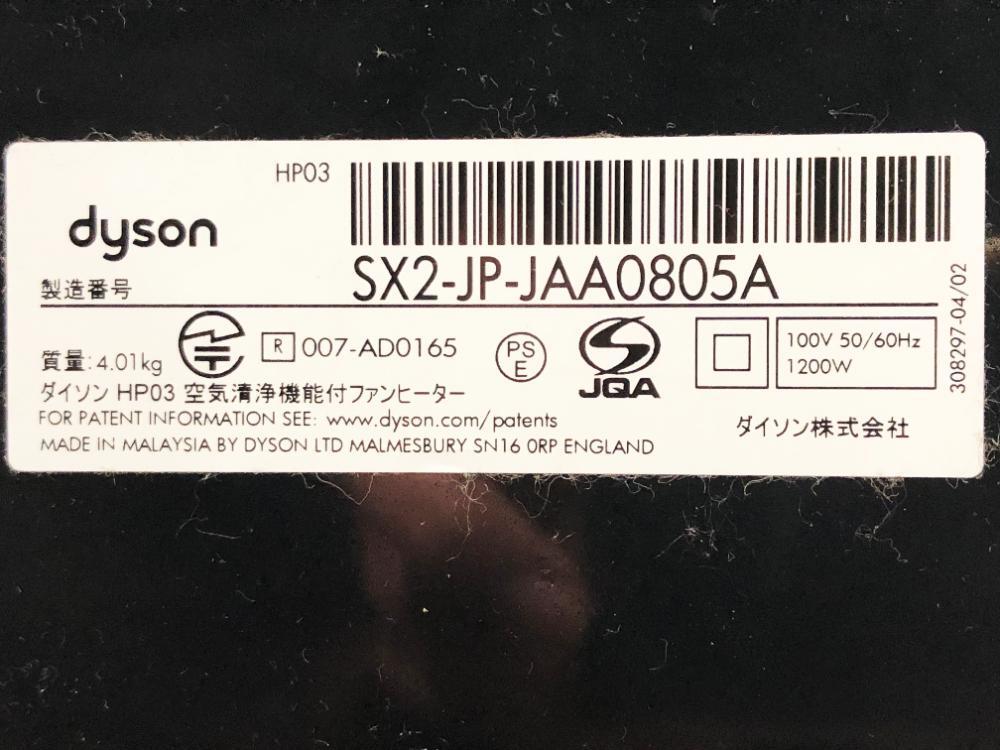 HP03
dyson
製造番号 SX2-JP-JAA0805A
質量: 4.01kg
R 007-AD0165
PS
E
JQA
100V 50/60Hz
1200W
ダイソン HP03 空気清浄機能付ファンヒーター
FOR PATENT INFORMATION SEE: www.dyson.com/patents
MADE IN MALAYSIA BY DYSON LTD MALMESBURY SN16 0RP ENGLAND
ダイソン株式会社
308297-04/02